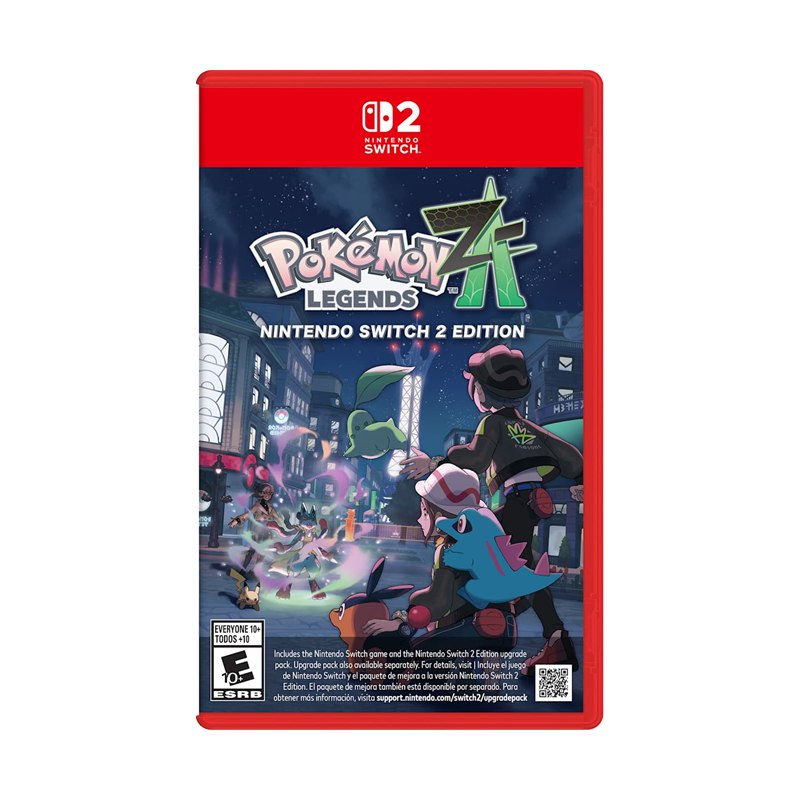 2
NINTENDO
SWITCH™
POKéMON
ZA
LEGENDS™
NINTENDO SWITCH 2 EDITION
EVERYONE 10+
TODOS +10
E
10+
ESRB
Includes the Nintendo Switch game and the Nintendo Switch 2 Edition upgrade
pack. Upgrade pack also available separately. For details, visit | Incluye el juego
de Nintendo Switch y el paquete de mejora a la versión Nintendo Switch 2
Edition. El paquete de mejora también está disponible por separado. Para
obtener más información, visita support.nintendo.com/switch2/upgradepack